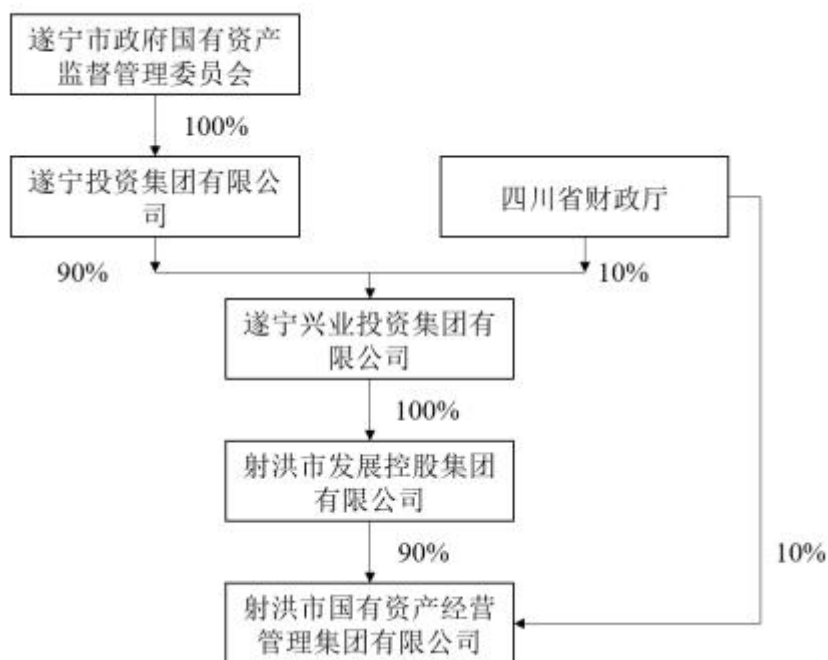 遂宁市政府国有资产
监督管理委员会
100%
遂宁投资集团有限公
司
四川省财政厅
90%
10%
遂宁兴业投资集团有
限公司
100%
射洪市发展控股集团
有限公司
90%
10%
射洪市国有资产经营
管理集团有限公司